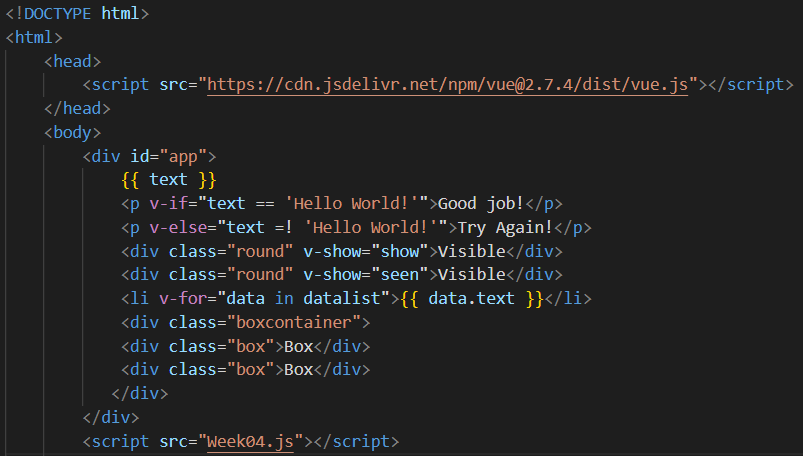 <!DOCTYPE html>
<html>
<head>
<script src="https://cdn.jsdelivr.net/npm/vue@2.7.4/dist/vue.js"></script>
</head>
<body>
<div id="app">
{{ text }}
<p v-if="text == 'Hello World!'">Good job!</p>
<p v-else="text =! 'Hello World!'">Try Again!</p>
<div class="round" v-show="show">Visible</div>
<div class="round" v-show="seen">Visible</div>
<li v-for="data in datalist">{{ data.text }}</li>
<div class="boxcontainer">
<div class="box">Box</div>
<div class="box">Box</div>
</div>
</div>
<script src="Week04.js"></script>